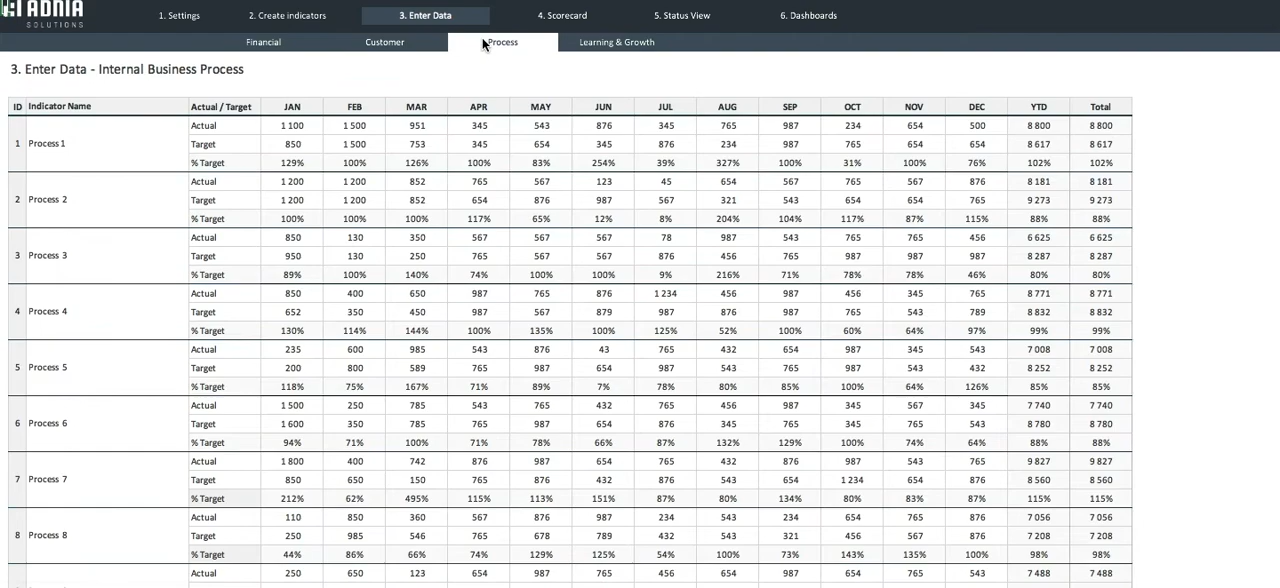 ADNIA
SOLUTIONS
1. Settings 2. Create indicators 3. Enter Data 4. Scorecard 5. Status View 6. Dashboards
Financial Customer Process Learning & Growth
3. Enter Data - Internal Business Process
ID Indicator Name Actual / Target JAN FEB MAR APR MAY JUN JUL AUG SEP OCT NOV DEC YTD Total
Actual 1 100 1 500 951 345 543 876 345 765 987 234 654 500 8 800 8 800
1 Process 1 Target 850 1 500 753 345 654 345 876 234 987 765 654 654 8 617 8 617
% Target 129% 100% 126% 100% 83% 254% 39% 327% 100% 31% 100% 76% 102% 102%
Actual 1 200 1 200 852 765 567 123 45 654 567 765 567 876 8 181 8 181
2 Process 2 Target 1 200 1 200 852 654 876 987 567 321 543 654 654 765 9 273 9 273
% Target 100% 100% 100% 117% 65% 12% 8% 204% 104% 117% 87% 115% 88% 88%
Actual 850 130 350 567 567 567 78 987 543 765 765 456 6 625 6 625
3 Process 3 Target 950 130 250 765 567 567 876 456 765 987 987 987 8 287 8 287
% Target 89% 100% 140% 74% 100% 100% 9% 216% 71% 78% 78% 46% 80% 80%
Actual 850 400 650 987 765 876 1 234 456 987 456 345 765 8 771 8 771
4 Process 4 Target 652 350 450 987 567 879 987 876 987 765 543 789 8 832 8 832
% Target 130% 114% 144% 100% 135% 100% 125% 52% 100% 60% 64% 97% 99% 99%
Actual 235 600 985 543 876 43 765 432 654 987 345 543 7 008 7 008
5 Process 5 Target 200 800 589 765 987 654 987 543 765 987 543 432 8 252 8 252
% Target 118% 75% 167% 71% 89% 7% 78% 80% 85% 100% 64% 126% 85% 85%
Actual 1 500 250 785 543 765 432 765 456 987 345 567 345 7 740 7 740
6 Process 6 Target 1 600 350 785 765 987 654 876 345 765 345 765 543 8 780 8 780
% Target 94% 71% 100% 71% 78% 66% 87% 132% 129% 100% 74% 64% 88% 88%
Actual 1 800 400 742 876 987 654 765 432 876 987 543 765 9 827 9 827
7 Process 7 Target 850 650 150 765 876 432 876 543 654 1 234 654 876 8 560 8 560
% Target 212% 62% 495% 115% 113% 151% 87% 80% 134% 80% 83% 87% 115% 115%
Actual 110 850 360 567 876 987 234 543 234 654 765 876 7 056 7 056
8 Process 8 Target 250 985 546 765 678 789 432 543 321 456 567 876 7 208 7 208
% Target 44% 86% 66% 74% 129% 125% 54% 100% 73% 143% 135% 100% 98% 98%
Actual 250 650 123 654 987 765 456 654 987 654 765 543 7 488 7 488